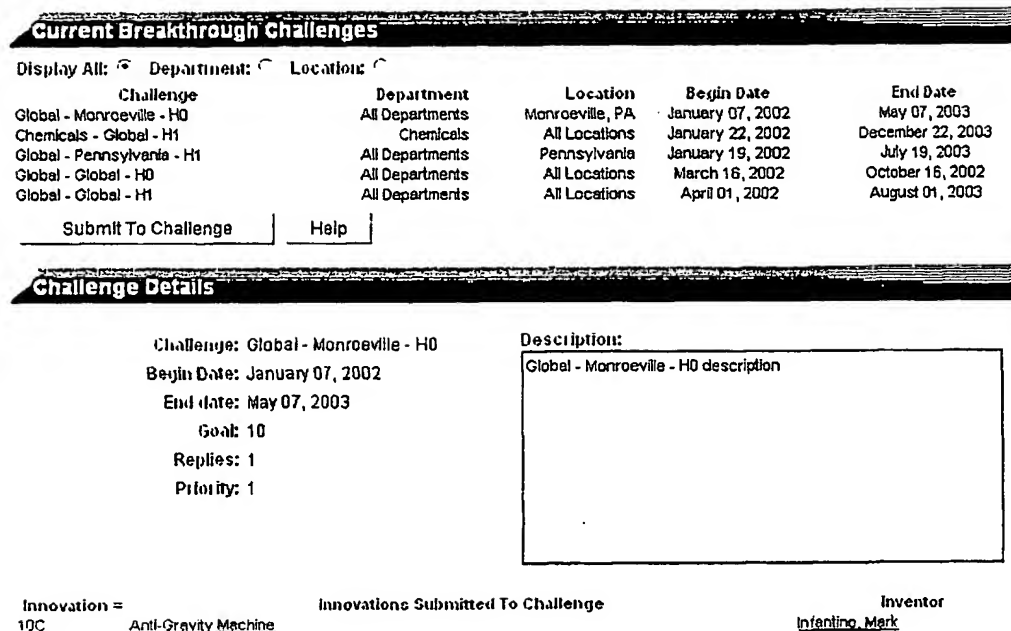 Current Breakthrough Challenges
Display All: Department: Location:
Challenge Department Location Begin Date End Date
Global - Monroeville - H0 All Departments Monroeville, PA January 07, 2002 May 07, 2003
Chemicals - Global - H1 Chemicals All Locations January 22, 2002 December 22, 2003
Global - Pennsylvania - H1 All Departments Pennsylvania January 19, 2002 July 19, 2003
Global - Global - H0 All Departments All Locations March 16, 2002 October 16, 2002
Global - Global - H1 All Departments All Locations April 01, 2002 August 01, 2003
Submit To Challenge Help
Challenge Details
Challenge: Global - Monroeville - H0
Begin Date: January 07, 2002
End date: May 07, 2003
Goal: 10
Replies: 1
Priority: 1
Description:
Global - Monroeville - H0 description
Innovation = Innovations Submitted To Challenge Inventor
10C Anti-Gravity Machine Infantino, Mark